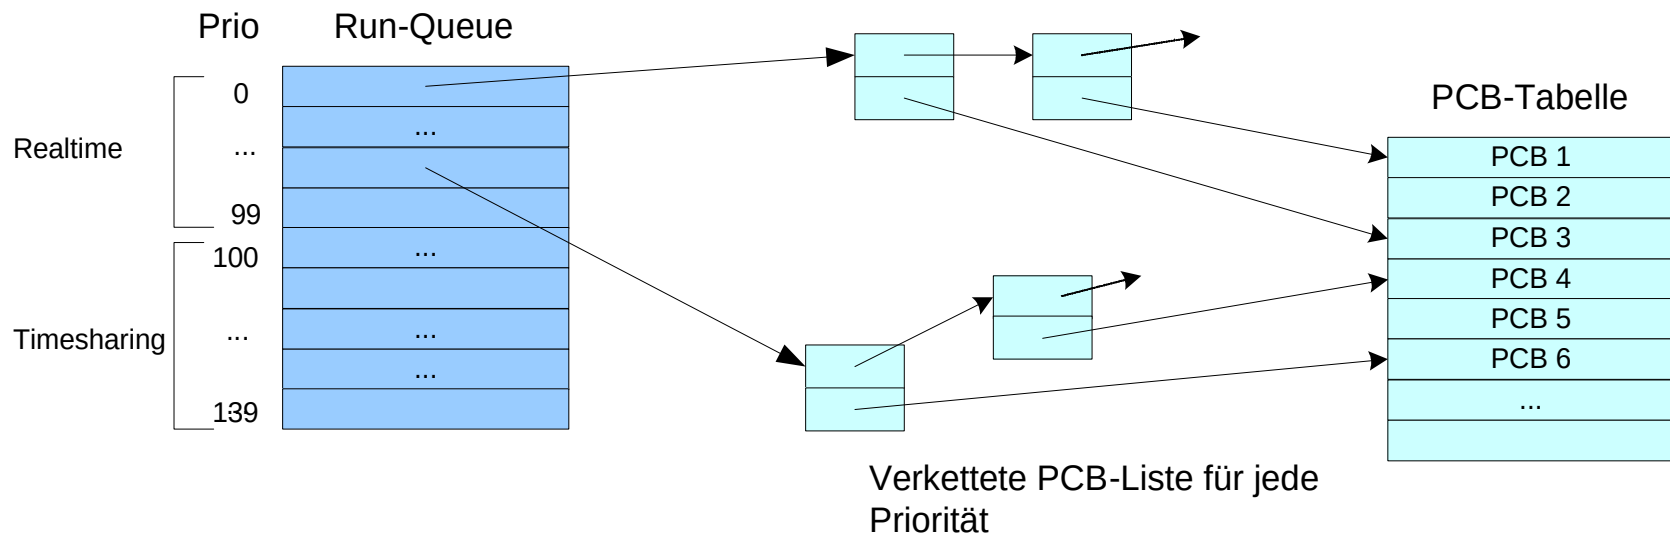 Prio
Run-Queue
PCB-Tabelle
Realtime
0
...
...
99
100
...
Timesharing
...
...
...
139
PCB 1
PCB 2
PCB 3
PCB 4
PCB 5
PCB 6
...
Verkettete PCB-Liste für jede
Priorität